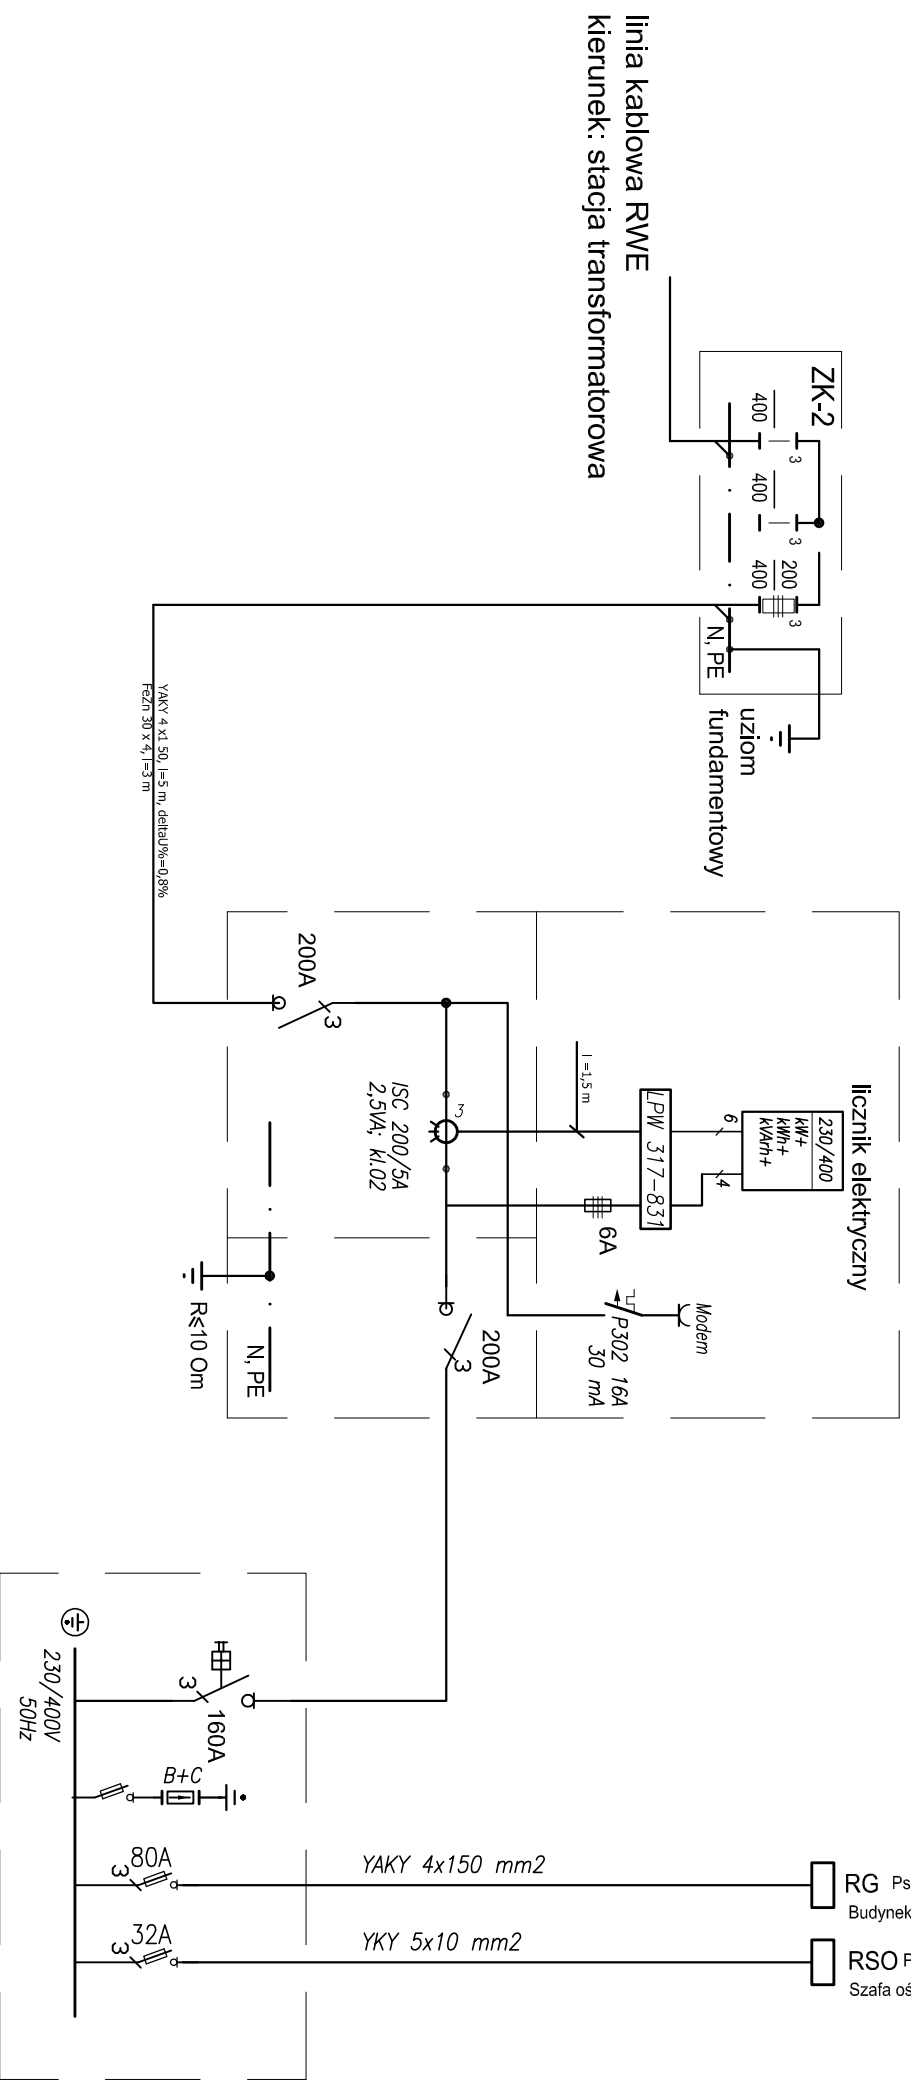 linia kablowa RWE
kierunek: stacja transformatorowa
ZK-2
400
3
400
3
200
400
3
N, PE
uziom
fundamentowy
YAKY 4 x1 50, l=5 m, deltaU%=0,8%
FeZn 30 x 4, l=3 m
licznik elektryczny
230/400
kW+
kWh+
kVArh+
6
4
LPW 317-831
l =1,5 m
6A
200A
3
3
ISC 200/5A
2,5VA; kl.02
Modem
P302 16A
30 mA
200A
3
N, PE
R≤10 Om
230/400V
50Hz
160A
3
B+C
80A
3
YAKY 4x150 mm2
RG Ps
Budynek
32A
3
YKY 5x10 mm2
RSO P
Szafa oś